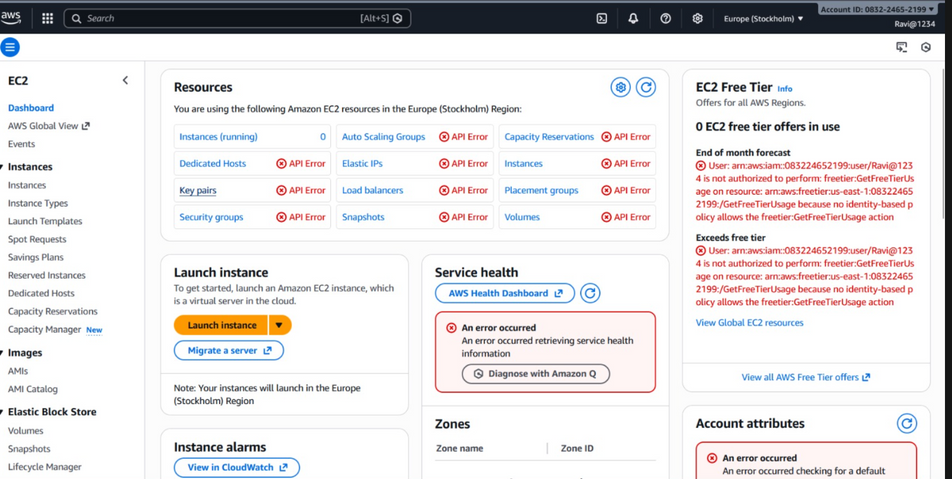 aws
Search
[Alt+S]
Europe (Stockholm)
Account ID: 0832-2465-2199
Ravi@1234
EC2
Dashboard
AWS Global View
Events
Instances
Instances
Instance Types
Launch Templates
Spot Requests
Savings Plans
Reserved Instances
Dedicated Hosts
Capacity Reservations
Capacity Manager New
Images
AMIs
AMI Catalog
Elastic Block Store
Volumes
Snapshots
Lifecycle Manager
Resources
You are using the following Amazon EC2 resources in the Europe (Stockholm) Region:
Instances (running) 0 Auto Scaling Groups API Error Capacity Reservations API Error
Dedicated Hosts API Error Elastic IPs API Error Instances API Error
Key pairs API Error Load balancers API Error Placement groups API Error
Security groups API Error Snapshots API Error Volumes API Error
Launch instance
To get started, launch an Amazon EC2 instance, which
is a virtual server in the cloud.
Launch instance
Migrate a server
Note: Your instances will launch in the Europe
(Stockholm) Region
Instance alarms
View in CloudWatch
Service health
AWS Health Dashboard
An error occurred
An error occurred retrieving service health
information
Diagnose with Amazon Q
Zones
Zone name Zone ID
EC2 Free Tier Info
Offers for all AWS Regions.
0 EC2 free tier offers in use
End of month forecast
User: arn:aws:iam::083224652199:user/Ravi@123
4 is not authorized to perform: freetier:GetFreeTierUs
age on resource: arn:aws:freetier:us-east-1:08322465
2199:/GetFreeTierUsage because no identity-based p
olicy allows the freetier:GetFreeTierUsage action
Exceeds free tier
User: arn:aws:iam::083224652199:user/Ravi@123
4 is not authorized to perform: freetier:GetFreeTierUs
age on resource: arn:aws:freetier:us-east-1:08322465
2199:/GetFreeTierUsage because no identity-based p
olicy allows the freetier:GetFreeTierUsage action
View Global EC2 resources
View all AWS Free Tier offers
Account attributes
An error occurred
An error occurred checking for a default